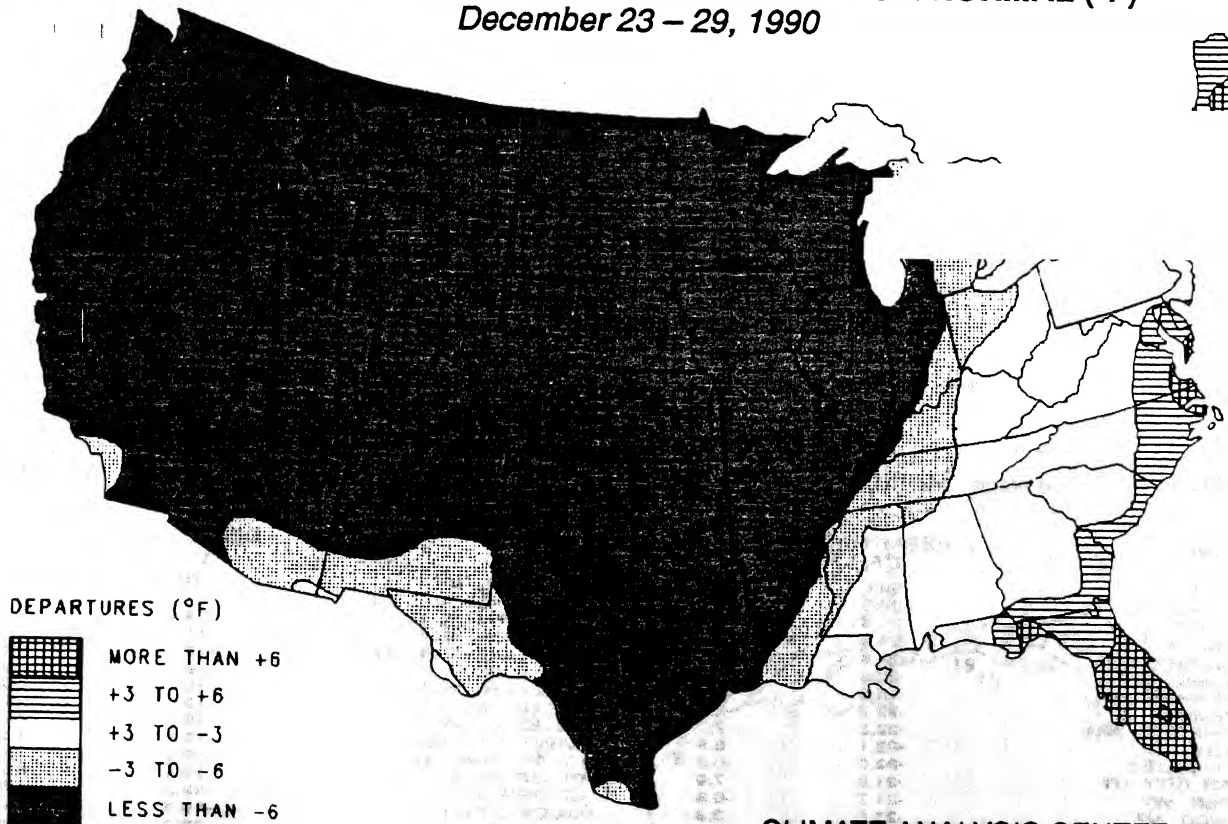 December 23 – 29, 1990
DEPARTURES (°F)
MORE THAN +6
+3 TO +6
+3 TO -3
-3 TO -6
LESS THAN -6